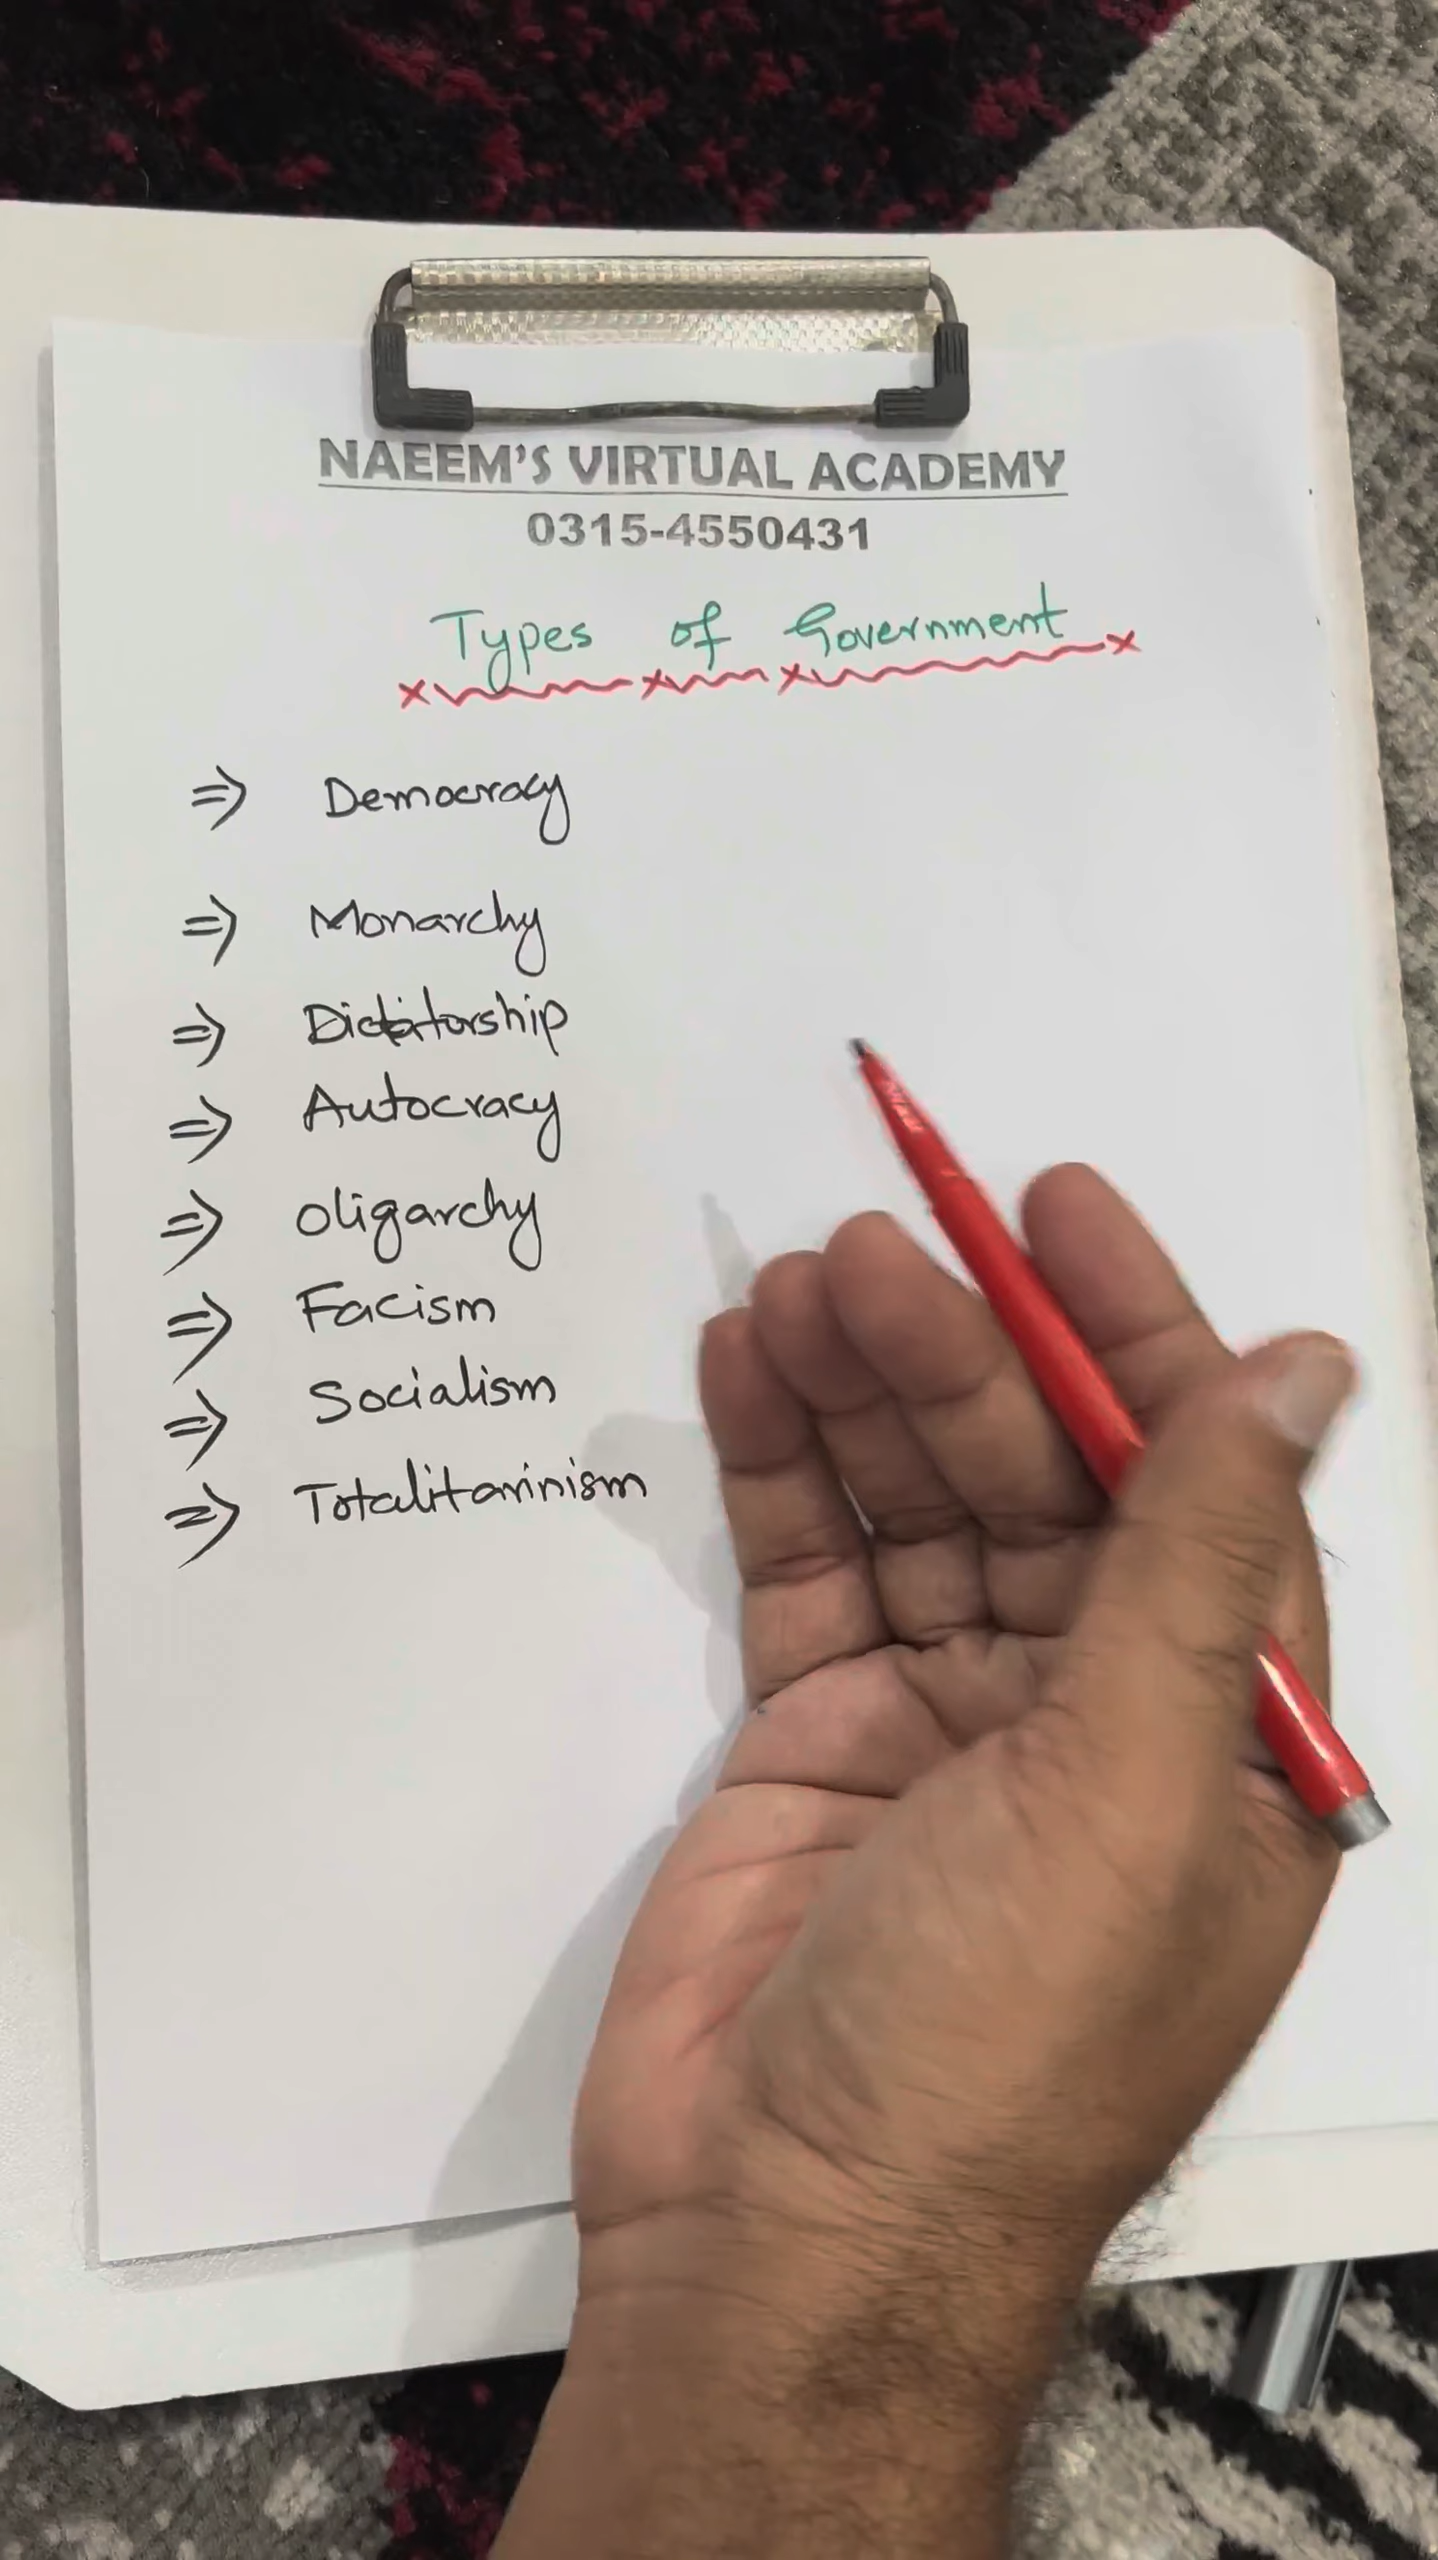 NAEEM'S VIRTUAL ACADEMY
0315-4550431
Types of Government
⇒ Democracy
⇒ Monarchy
⇒ Dictatorship
⇒ Autocracy
⇒ Oligarchy
⇒ Facism
⇒ Socialism
⇒ Totalitarinism